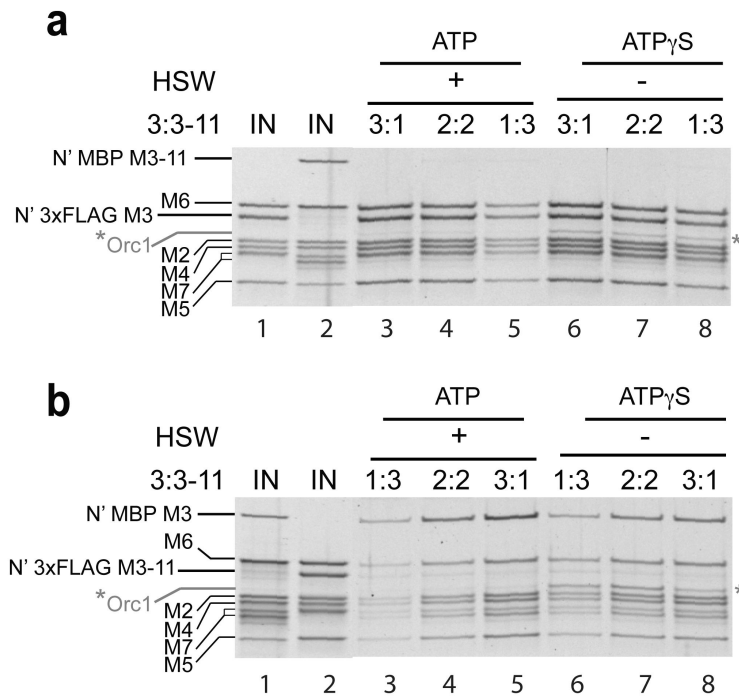 a
ATP ATPγS
HSW + -
3:3-11 IN IN 3:1 2:2 1:3 3:1 2:2 1:3
N' MBP M3-11
M6
N' 3xFLAG M3
*Orc1 *
M2
M4
M7
M5
1 2 3 4 5 6 7 8
b
ATP ATPγS
HSW + -
3:3-11 IN IN 1:3 2:2 3:1 1:3 2:2 3:1
N' MBP M3
M6
N' 3xFLAG M3-11
*Orc1 *
M2
M4
M7
M5
1 2 3 4 5 6 7 8